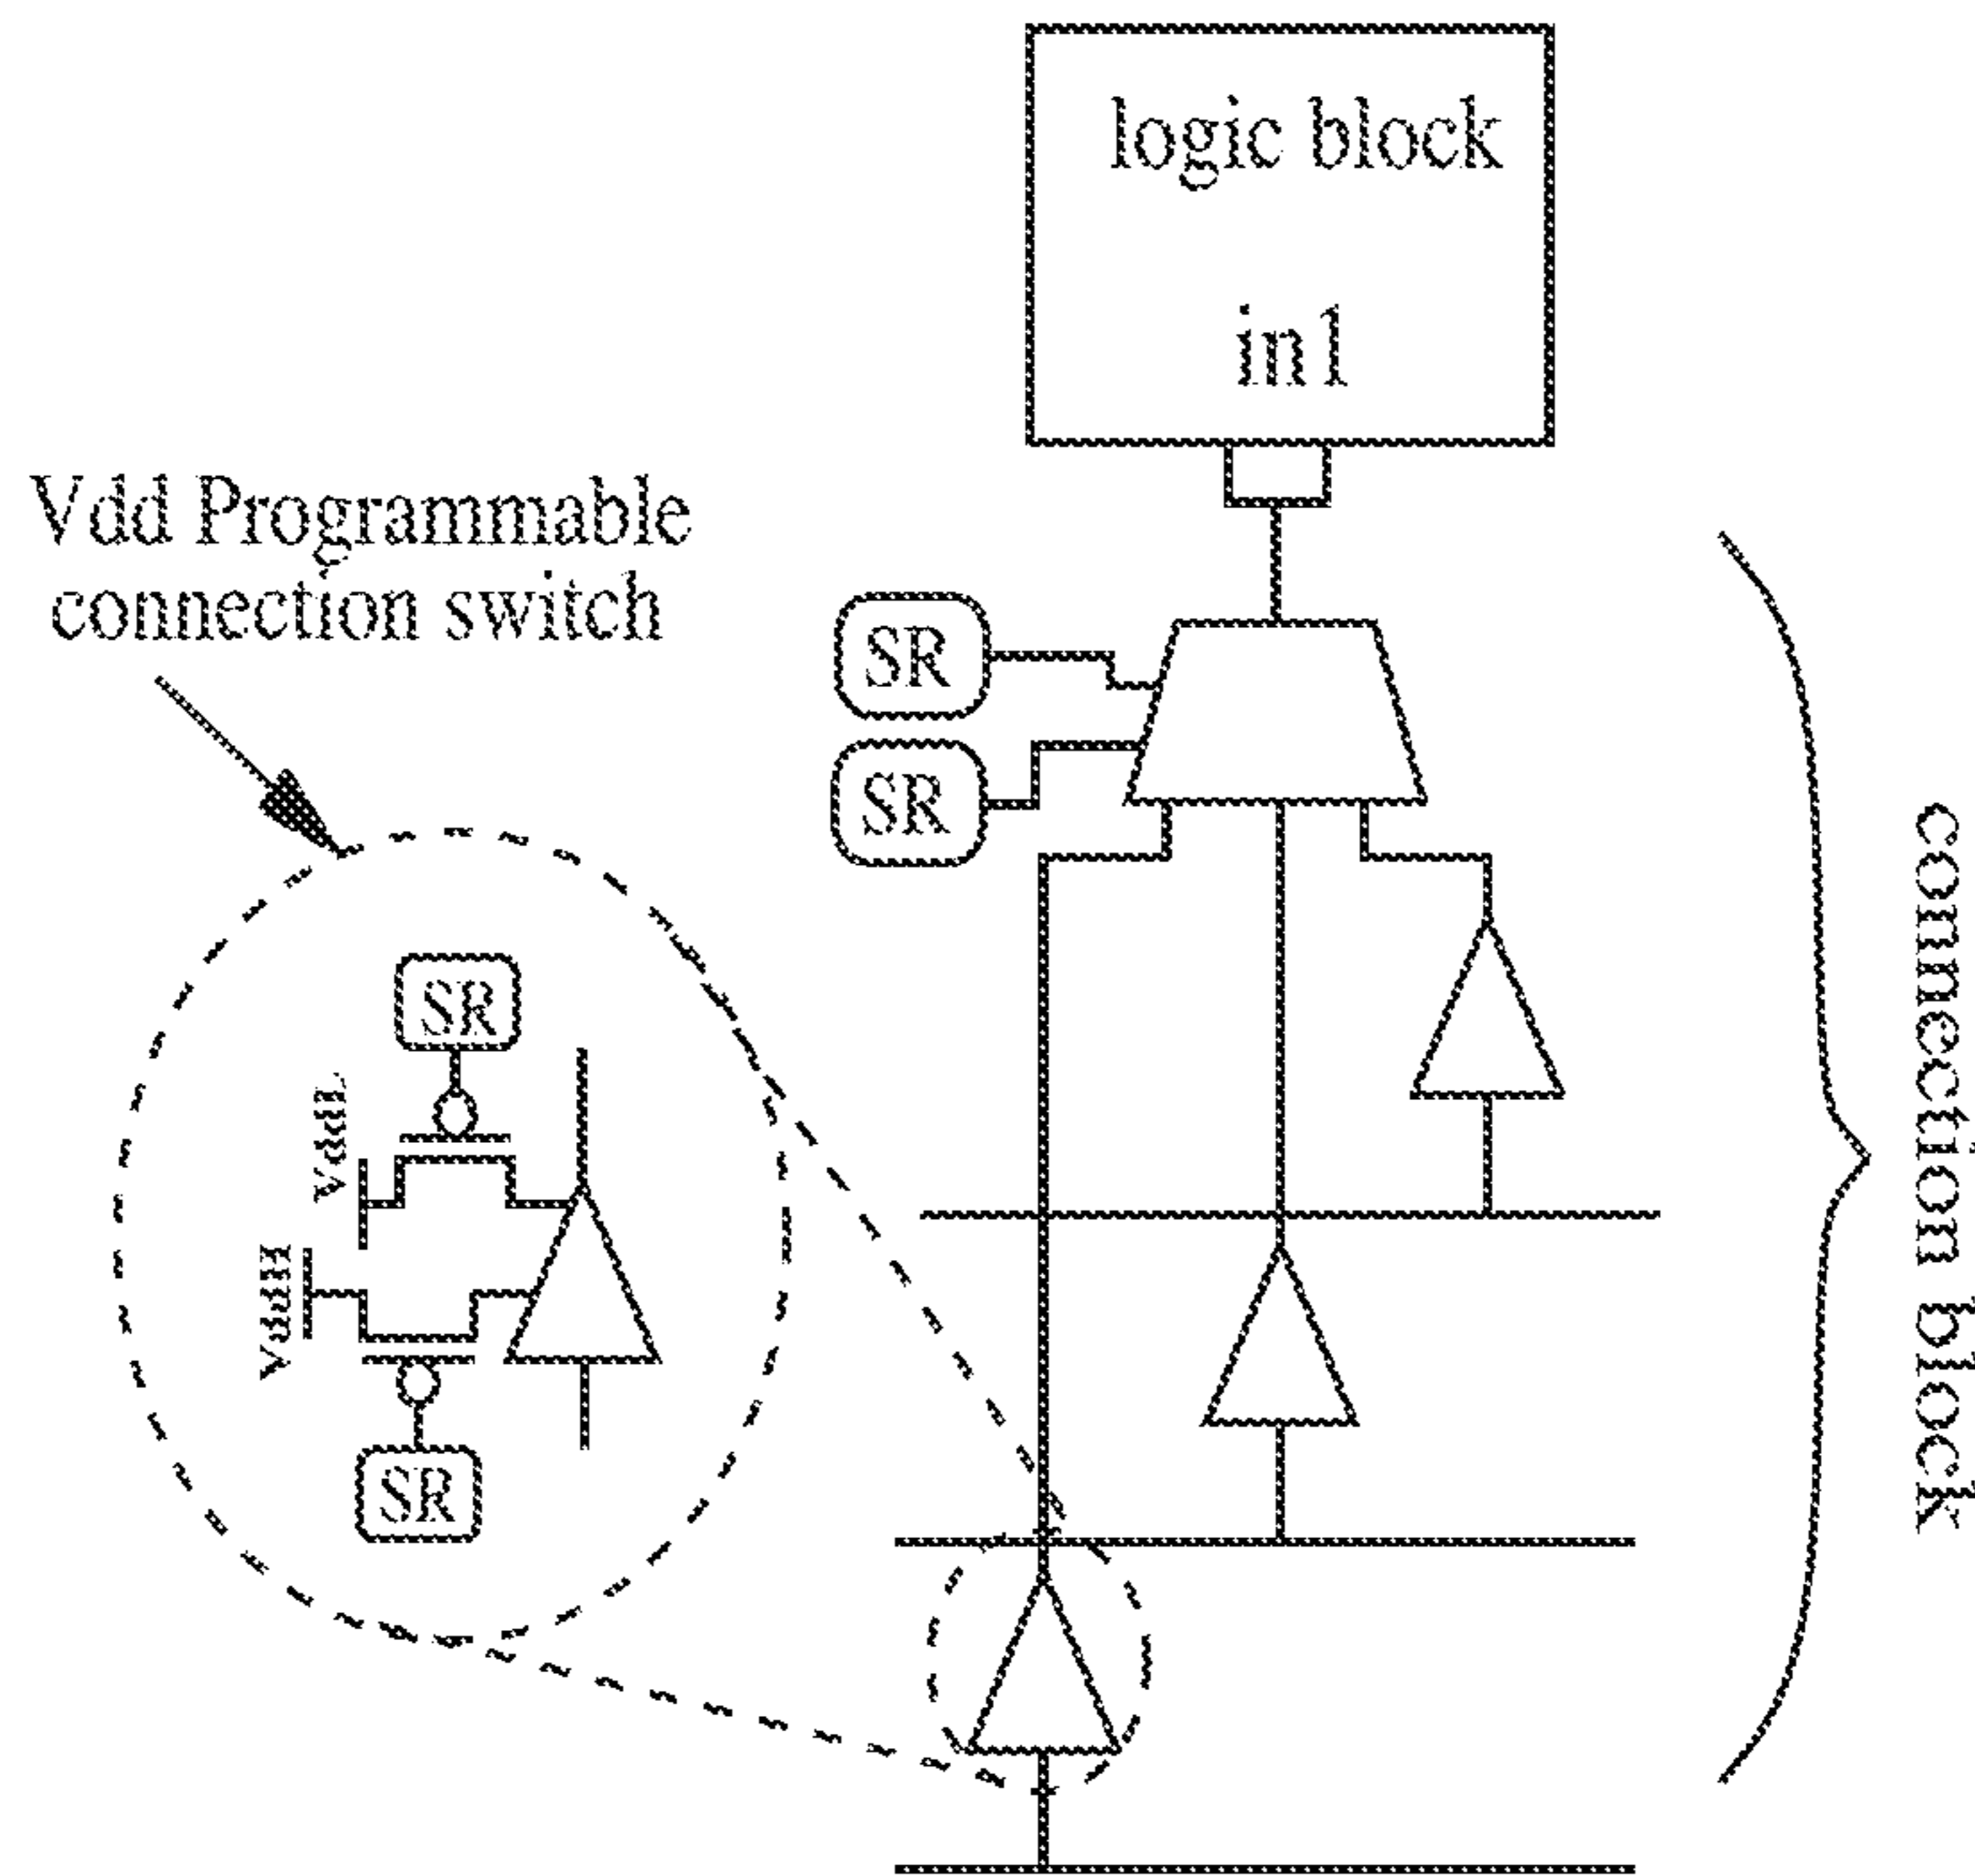 logic block
in1
Vdd Programmable
connection switch
SR
SR
SR
VddL
VddH
SR
connection block